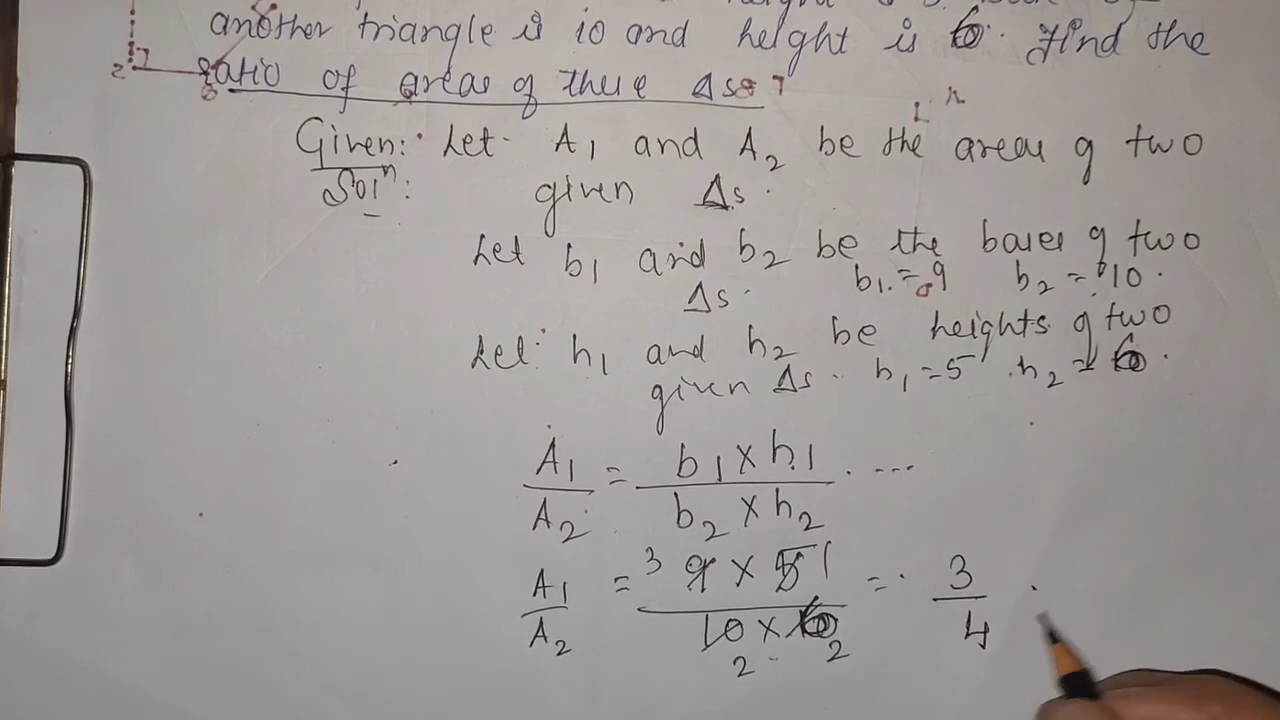 another triangle is 10 and height is 6. Find the
ratio of areas of these Δs.
Given: Let A₁ and A₂ be the areas of two
Solⁿ: given Δs.
Let b₁ and b₂ be the bases of two
Δs. b₁ = 9 b₂ = 10.
Let h₁ and h₂ be heights of two
given Δs. h₁ = 5 h₂ = 6.
A₁/A₂ = b₁ × h₁ / b₂ × h₂ ....
A₁/A₂ = 3 9 × 5 1 / 10 × 6 = 3/4
2 2